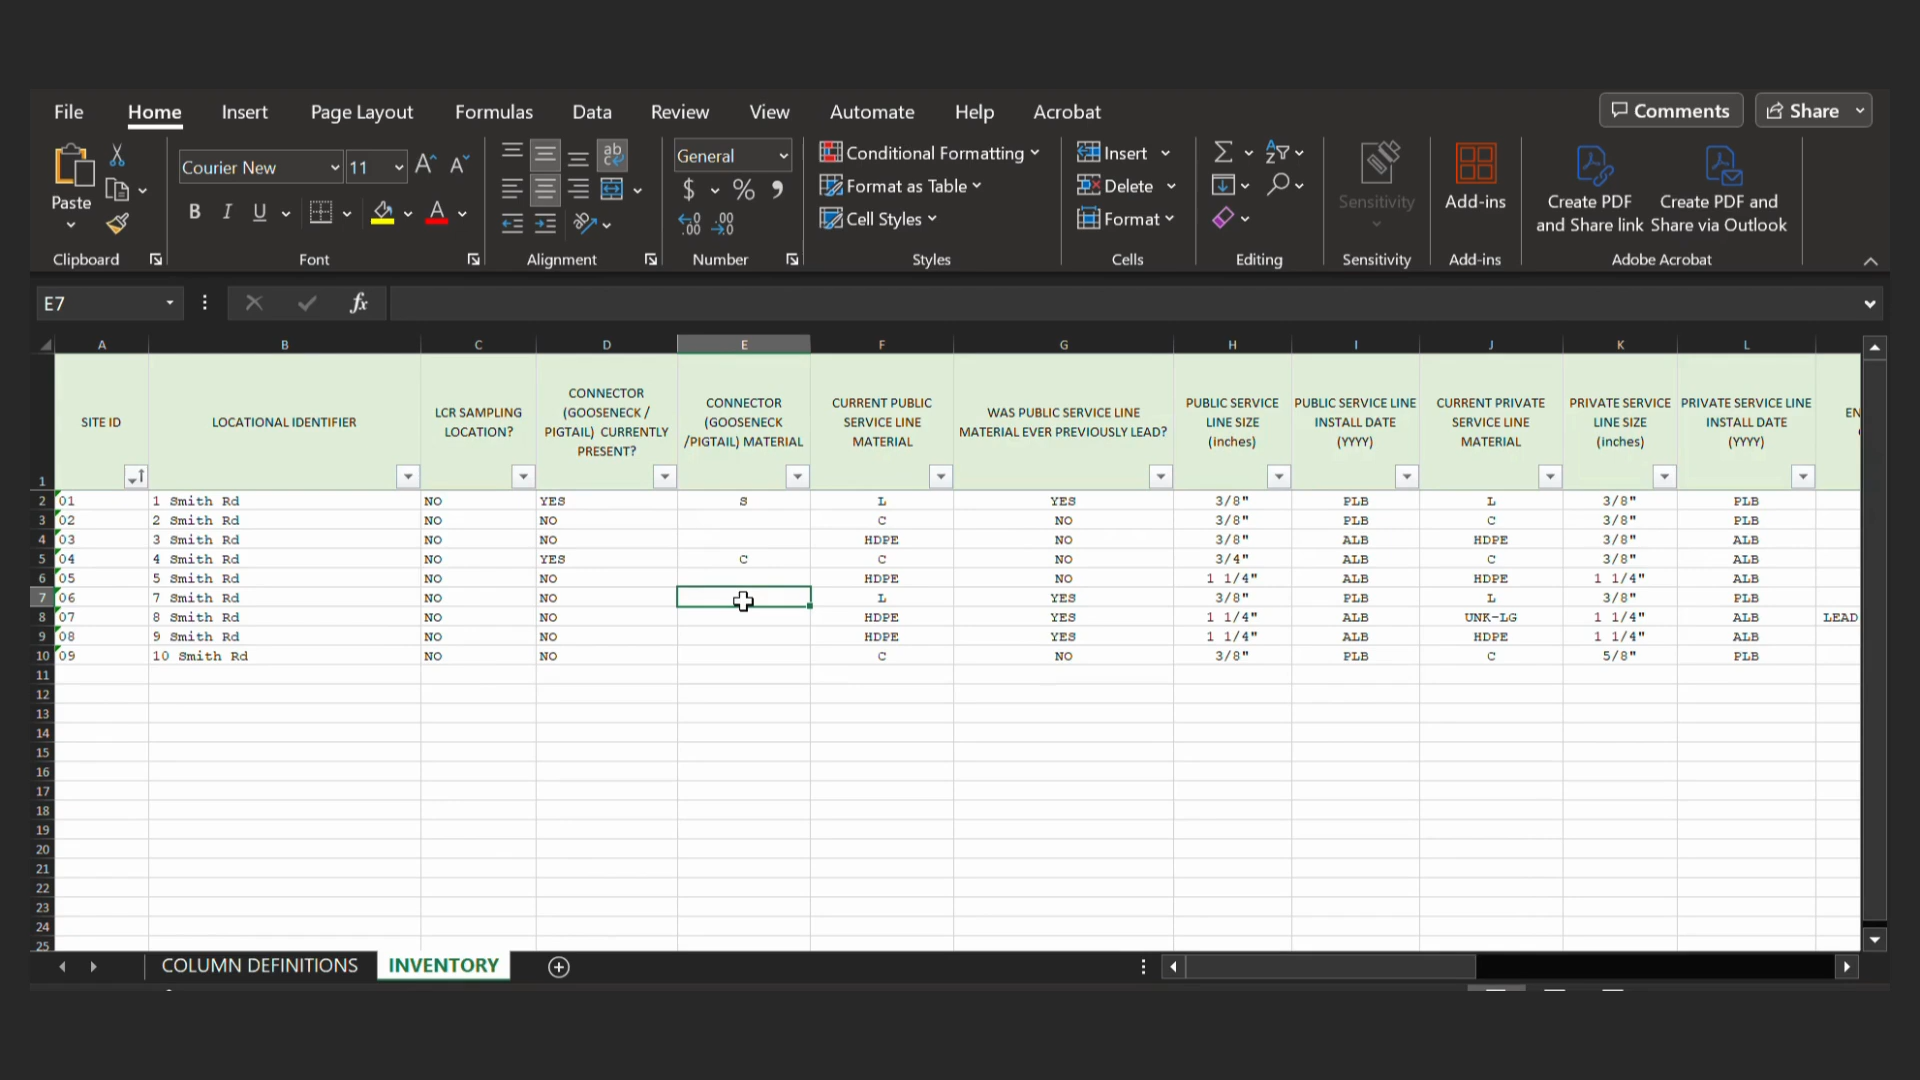 File Home Insert Page Layout Formulas Data Review View Automate Help Acrobat Comments Share
Paste
Clipboard
Courier New 11
B I U
Font
Alignment
General
Number
Conditional Formatting
Format as Table
Cell Styles
Styles
Insert
Delete
Format
Cells
Editing
Sensitivity
Sensitivity
Add-ins
Add-ins
Create PDF
and Share link
Create PDF and
Share via Outlook
Adobe Acrobat
E7 fx
A B C D E F G H I J K L
1
SITE ID
LOCATIONAL IDENTIFIER
LCR SAMPLING
LOCATION?
CONNECTOR
(GOOSENECK /
PIGTAIL) CURRENTLY
PRESENT?
CONNECTOR
(GOOSENECK
/PIGTAIL) MATERIAL
CURRENT PUBLIC
SERVICE LINE
MATERIAL
WAS PUBLIC SERVICE LINE
MATERIAL EVER PREVIOUSLY LEAD?
PUBLIC SERVICE
LINE SIZE
(inches)
PUBLIC SERVICE LINE
INSTALL DATE
(YYYY)
CURRENT PRIVATE
SERVICE LINE
MATERIAL
PRIVATE SERVICE
LINE SIZE
(inches)
PRIVATE SERVICE LINE
INSTALL DATE
(YYYY)
EN
2 01 1 Smith Rd NO YES S L YES 3/8" PLB L 3/8" PLB
3 02 2 Smith Rd NO NO C NO 3/8" PLB C 3/8" PLB
4 03 3 Smith Rd NO NO HDPE NO 3/8" ALB HDPE 3/8" ALB
5 04 4 Smith Rd NO YES C C NO 3/4" ALB C 3/8" ALB
6 05 5 Smith Rd NO NO HDPE NO 1 1/4" ALB HDPE 1 1/4" ALB
7 06 7 Smith Rd NO NO L YES 3/8" ALB L 3/8" ALB
8 07 8 Smith Rd NO NO HDPE YES 1 1/4" ALB UNK-LG 1 1/4" ALB LEAD
9 08 9 Smith Rd NO NO HDPE YES 1 1/4" ALB HDPE 1 1/4" ALB
10 09 10 Smith Rd NO NO C NO 3/8" PLB C 5/8" PLB
11
12
13
14
15
16
17
18
19
20
21
22
23
24
25
COLUMN DEFINITIONS INVENTORY